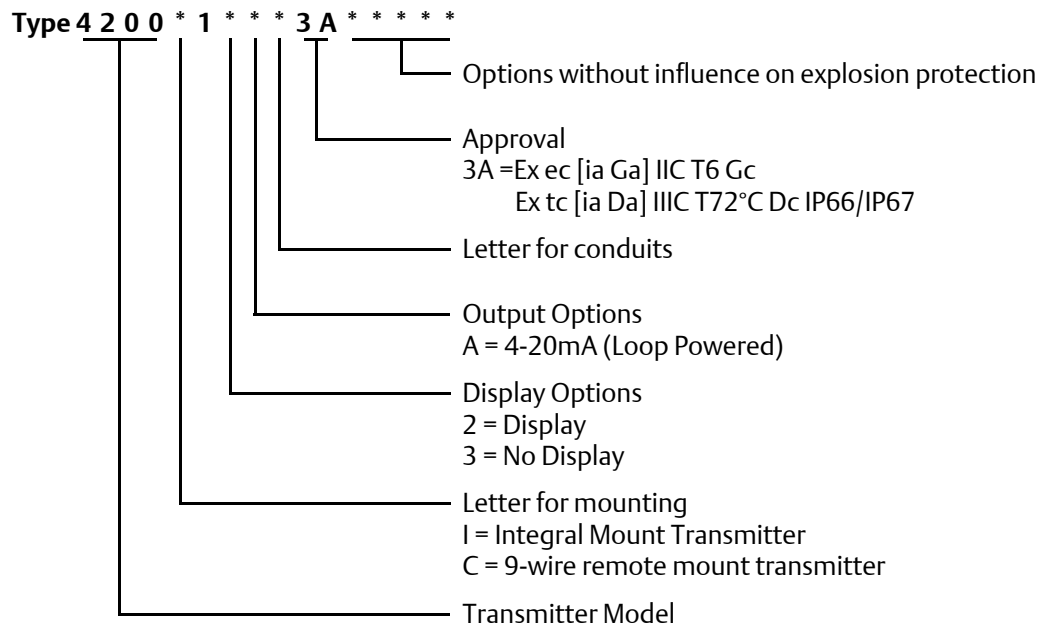 Type 4 2 0 0 * 1 * * * 3 A * * * * *
Options without influence on explosion protection
Approval
3A =Ex ec [ia Ga] IIC T6 Gc
Ex tc [ia Da] IIIC T72°C Dc IP66/IP67
Letter for conduits
Output Options
A = 4-20mA (Loop Powered)
Display Options
2 = Display
3 = No Display
Letter for mounting
I = Integral Mount Transmitter
C = 9-wire remote mount transmitter
Transmitter Model